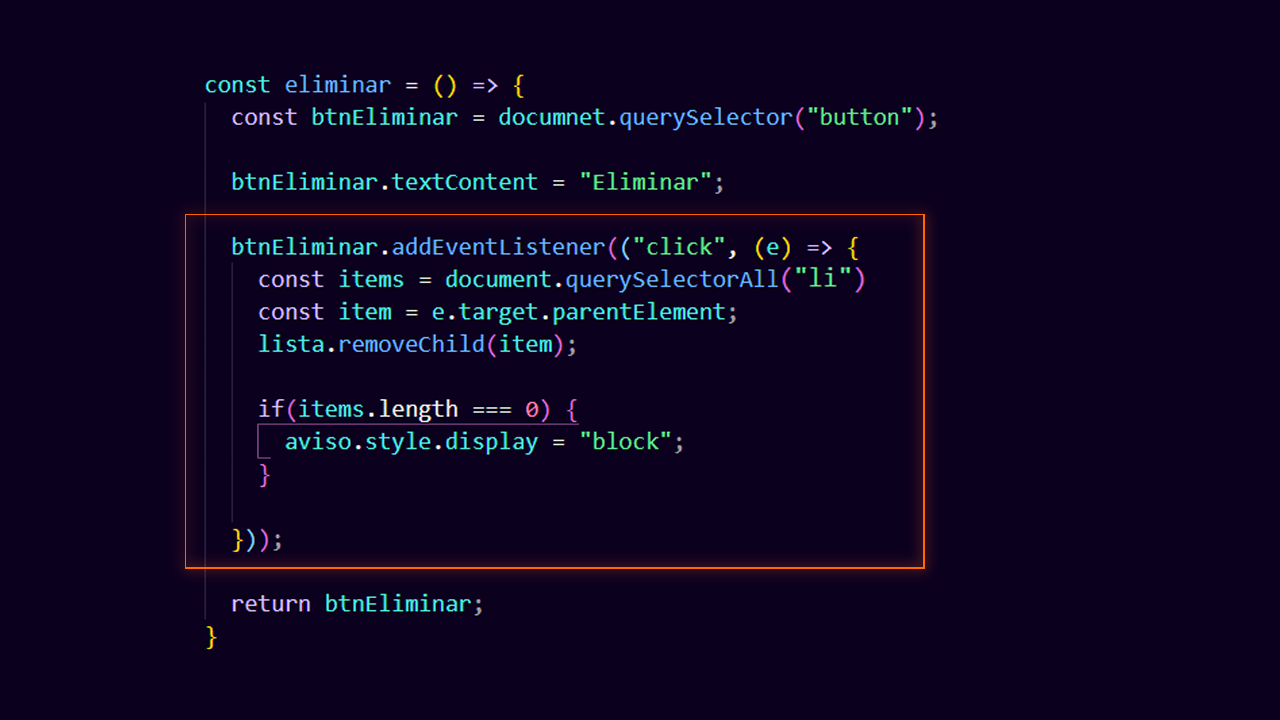 const eliminar = () => {
const btnEliminar = documnet.querySelector("button");
btnEliminar.textContent = "Eliminar";
btnEliminar.addEventListener(("click", (e) => {
const items = document.querySelectorAll("li")
const item = e.target.parentElement;
lista.removeChild(item);
if(items.length === 0) {
aviso.style.display = "block";
}
}));
return btnEliminar;
}